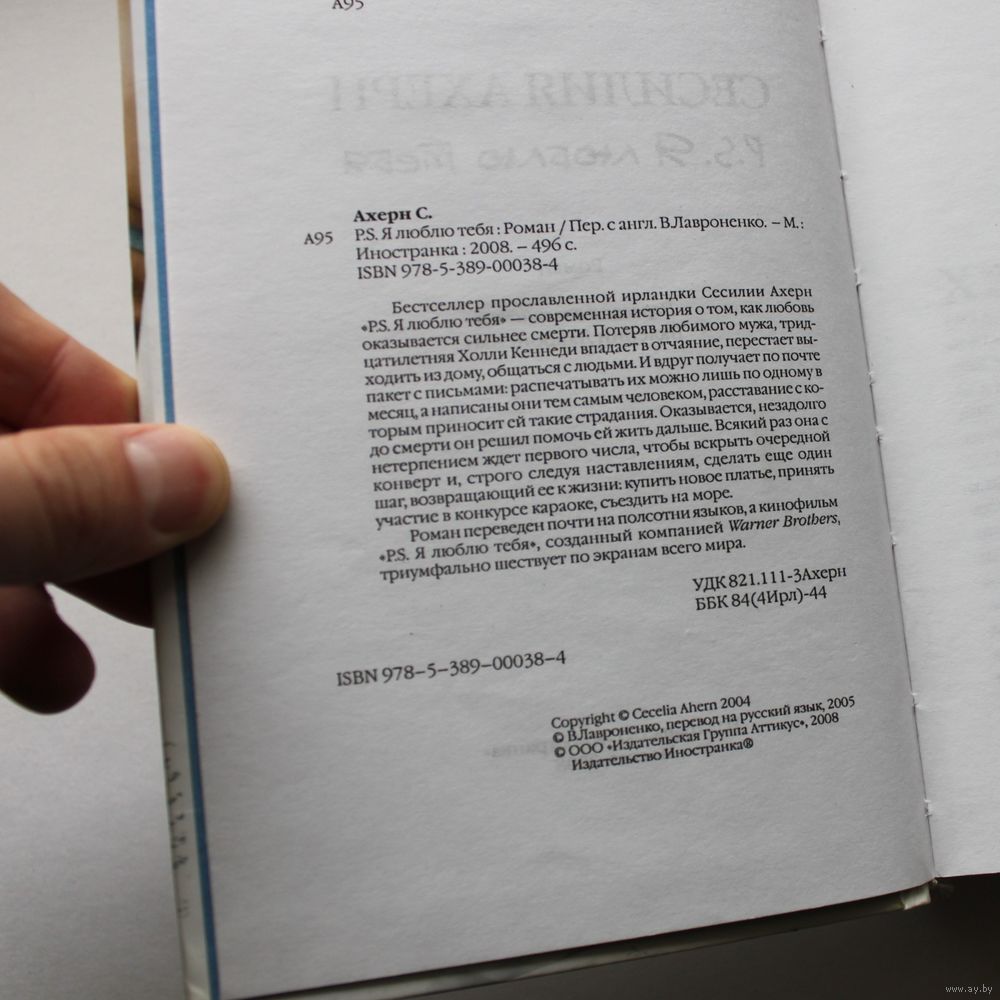 А95
СЕСИЛИЯ АХЕРН
P.S. Я люблю тебя
Ахерн С.
А95 P.S. Я люблю тебя : Роман / Пер. с англ. В.Лавроненко. – М.:
Иностранка : 2008. – 496 с.
ISBN 978-5-389-00038-4
Бестселлер прославленной ирландки Сесилии Ахерн
«P.S. Я люблю тебя» — современная история о том, как любовь
оказывается сильнее смерти. Потеряв любимого мужа, трид-
цатилетняя Холли Кеннеди впадает в отчаяние, перестает вы-
ходить из дому, общаться с людьми. И вдруг получает по почте
пакет с письмами: распечатывать их можно лишь по одному в
месяц, а написаны они тем самым человеком, расставание с ко-
торым приносит ей такие страдания. Оказывается, незадолго
до смерти он решил помочь ей жить дальше. Всякий раз она с
нетерпением ждет первого числа, чтобы вскрыть очередной
конверт и, строго следуя наставлениям, сделать еще один
шаг, возвращающий ее к жизни: купить новое платье, принять
участие в конкурсе караоке, съездить на море.
Роман переведен почти на полсотни языков, а кинофильм
«P.S. Я люблю тебя», созданный компанией Warner Brothers,
триумфально шествует по экранам всего мира.
УДК 821.111-3Ахерн
ББК 84(4Ирл)-44
ISBN 978–5–389–00038–4
Copyright © Cecelia Ahern 2004
© В.Лавроненко, перевод на русский язык, 2005
© ООО «Издательская Группа Аттикус», 2008
Издательство Иностранка®
www.ay.by